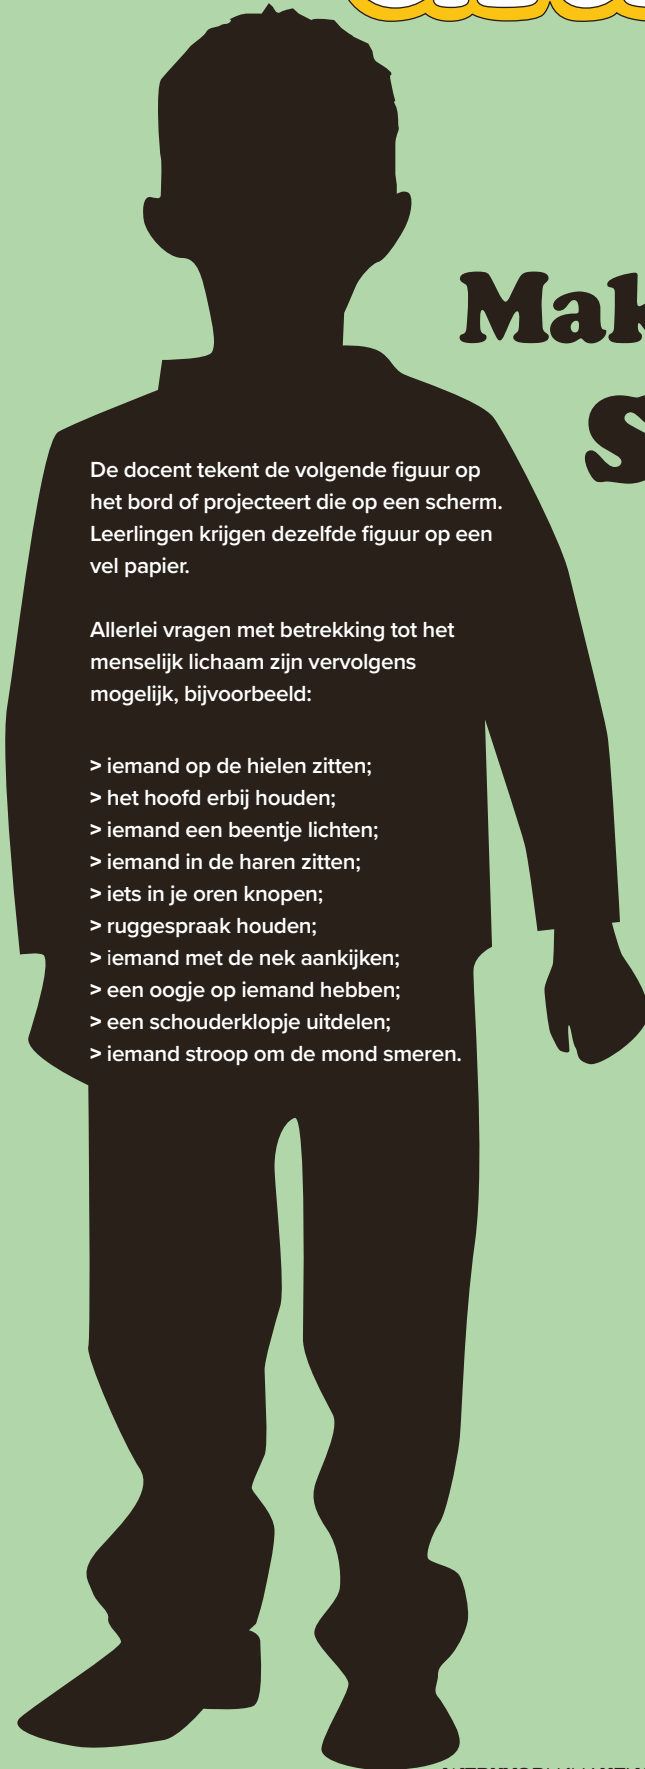 Mak
S
De docent tekent de volgende figuur op
het bord of projecteert die op een scherm.
Leerlingen krijgen dezelfde figuur op een
vel papier.
Allerlei vragen met betrekking tot het
menselijk lichaam zijn vervolgens
mogelijk, bijvoorbeeld:
> iemand op de hielen zitten;
> het hoofd erbij houden;
> iemand een beentje lichten;
> iemand in de haren zitten;
> iets in je oren knopen;
> ruggespraak houden;
> iemand met de nek aankijken;
> een oogje op iemand hebben;
> een schouderklopje uitdelen;
> iemand stroop om de mond smeren.